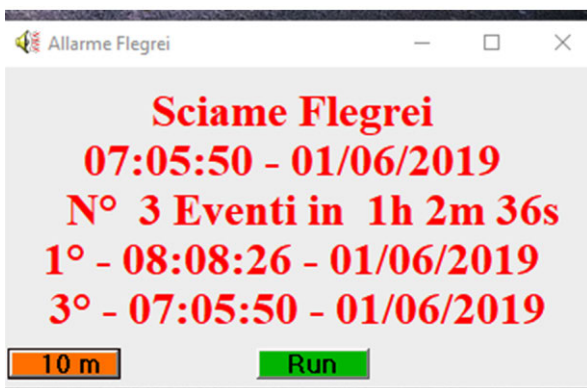 Allarme Flegrei
Sciame Flegrei
07:05:50 - 01/06/2019
N° 3 Eventi in 1h 2m 36s
1° - 08:08:26 - 01/06/2019
3° - 07:05:50 - 01/06/2019
10 m Run